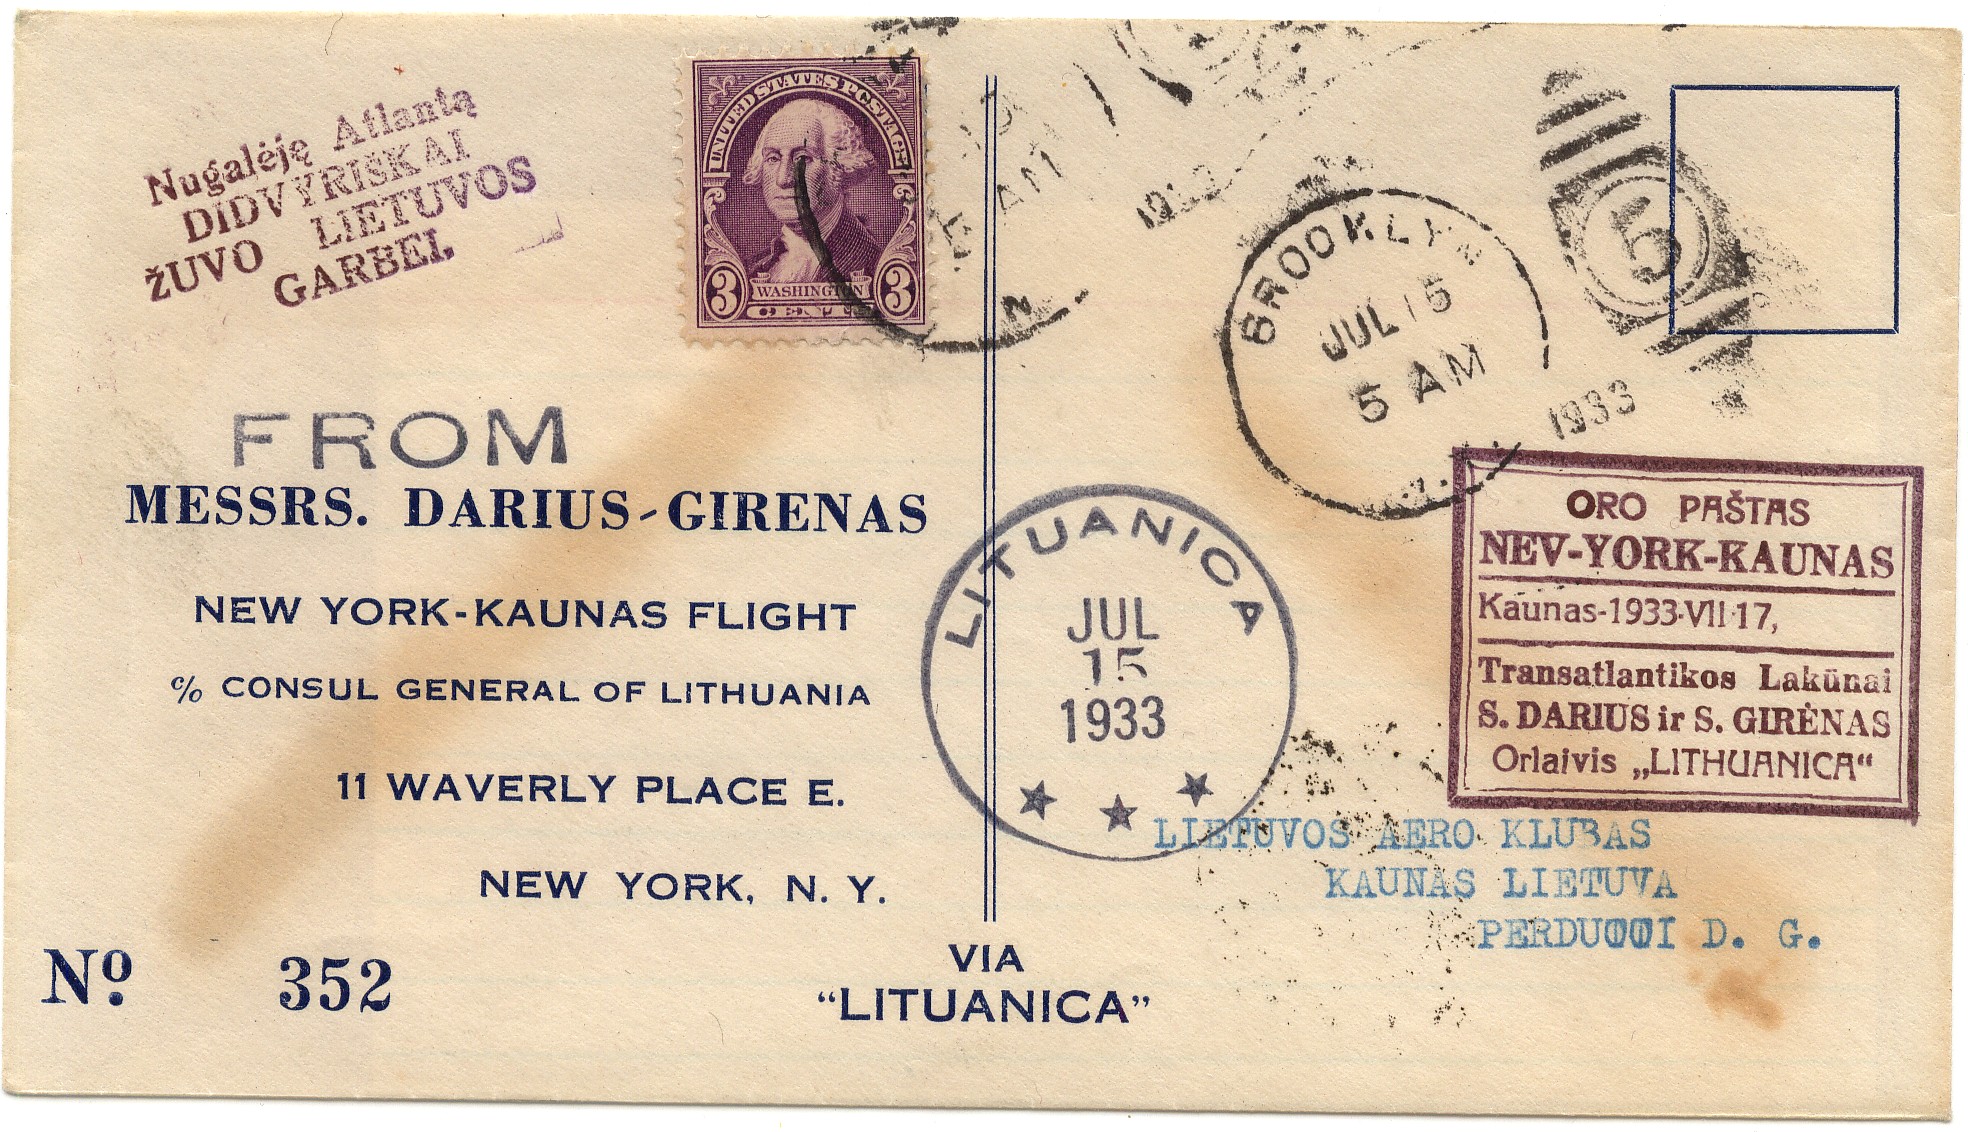 Nugalėję Atlantą
DIDVYRIŠKAI
ŽUVO LIETUVOS
GARBEI.
UNITED STATES POSTAGE
3 WASHINGTON 3
CENTS
AM
BROOKLYN
JUL 15
5 AM
1933
N.Y.
5
FROM
MESSRS. DARIUS-GIRENAS
NEW YORK-KAUNAS FLIGHT
c/o CONSUL GENERAL OF LITHUANIA
11 WAVERLY PLACE E.
NEW YORK, N. Y.
No. 352
VIA
“LITUANICA”
LITUANICA
JUL
15
1933
ORO PAŠTAS
NEV-YORK-KAUNAS
Kaunas-1933-VII-17,
Transatlantikos Lakūnai
S. DARIUS ir S. GIRĖNAS
Orlaivis „LITHUANICA“
LIETUVOS AERO KLUBAS
KAUNAS LIETUVA
D. G.